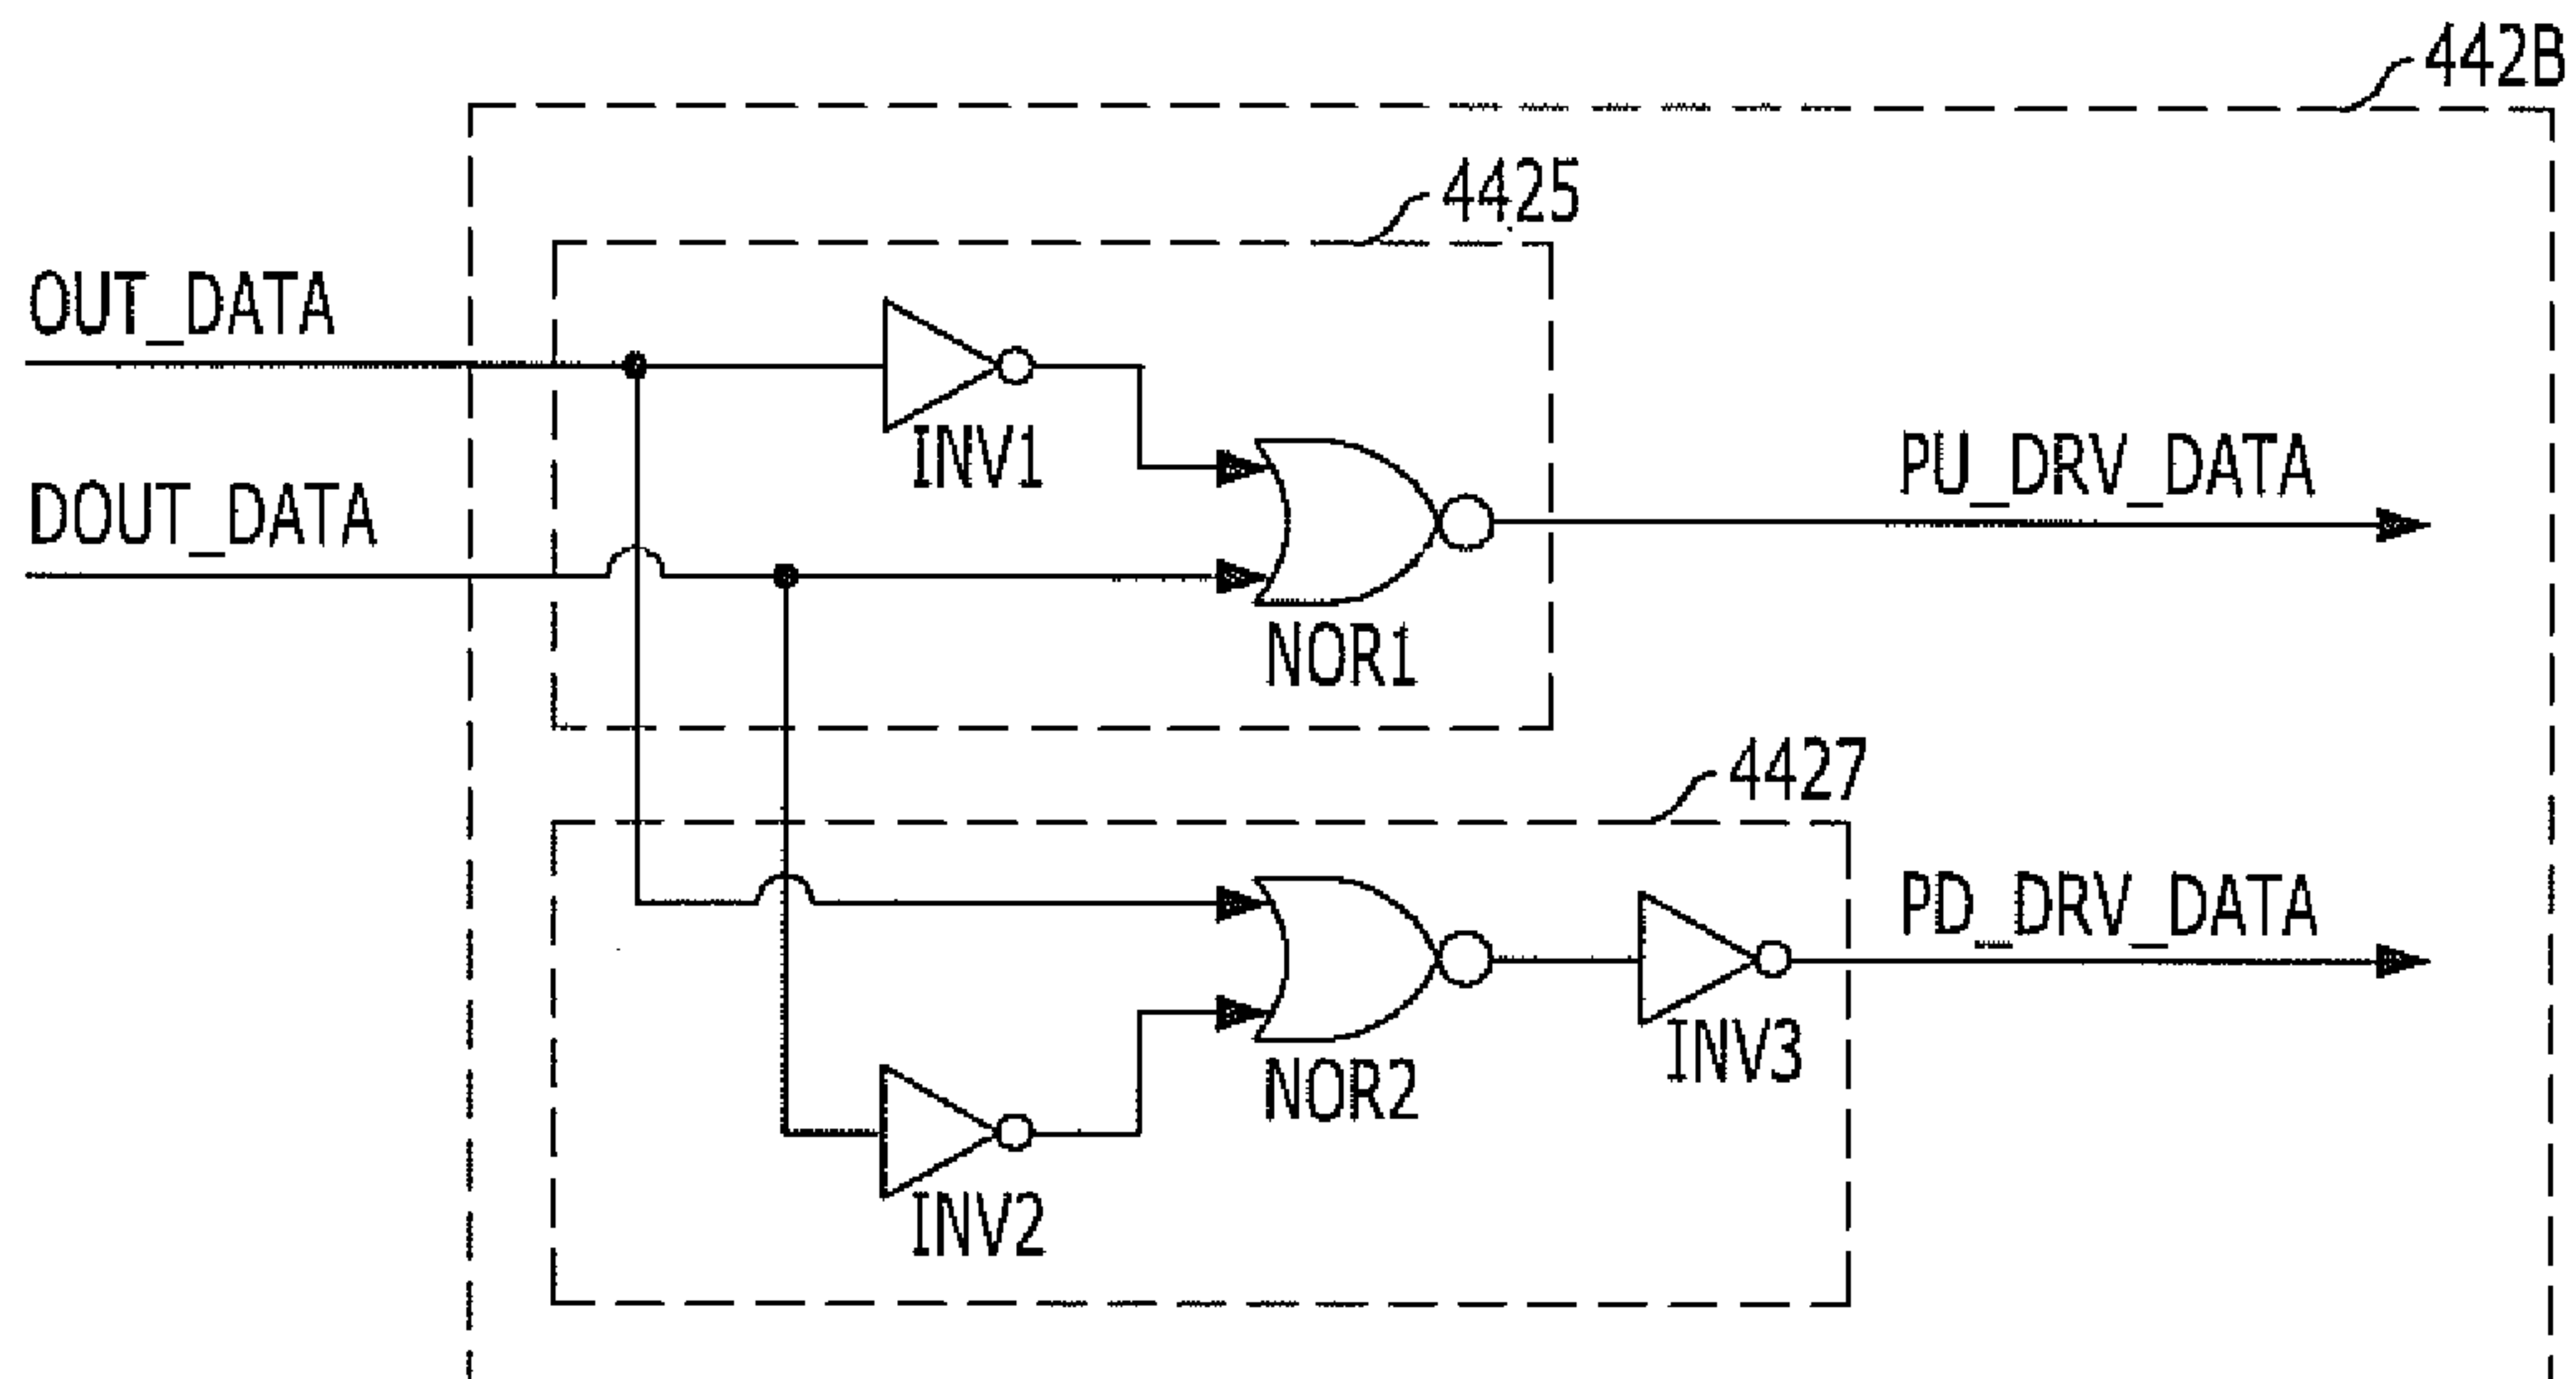 442B
4425
OUT_DATA
INV1
PU_DRV_DATA
DOUT_DATA
NOR1
4427
PD_DRV_DATA
INV3
NOR2
INV2